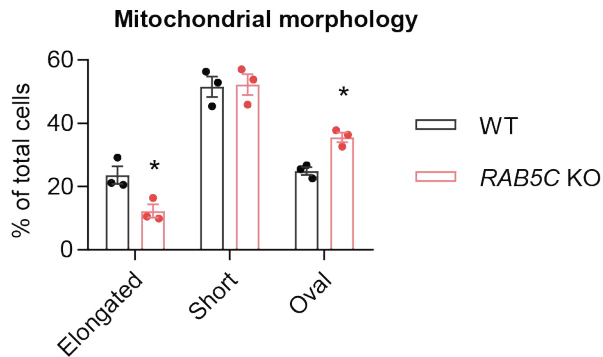 Mitochondrial morphology
% of total cells
60
40
20
0
*
*
Elongated
Short
Oval
WT
RAB5C KO